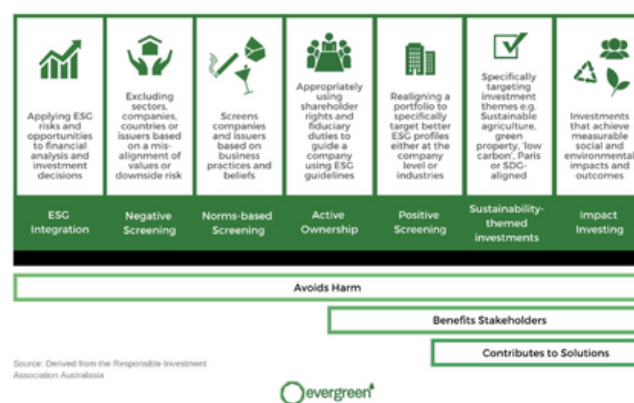 Applying ESG
risks and
opportunities
to financial
analysis and
investment
decisions
ESG
Integration
Excluding
sectors,
companies,
countries or
issuers based
on a mis-
alignment of
values or
downside risk
Negative
Screening
Screens
companies
and issuers
based on
business
practices and
beliefs
Norms-based
Screening
Appropriately
using
shareholder
rights and
fiduciary
duties to
guide a
company
using ESG
guidelines
Active
Ownership
Realigning a
portfolio to
specifically
target better
ESG profiles
either at the
company
level or
industries
Positive
Screening
Specifically
targeting
investment
themes e.g.
Sustainable
agriculture,
green
property, 'low
carbon', Paris
or SDG-
aligned
Sustainability-
themed
investments
Investments
that achieve
measurable
social and
environmental
impacts and
outcomes
Impact
Investing
Avoids Harm
Benefits Stakeholders
Contributes to Solutions
Source: Derived from the Responsible Investment
Association Australasia
evergreen